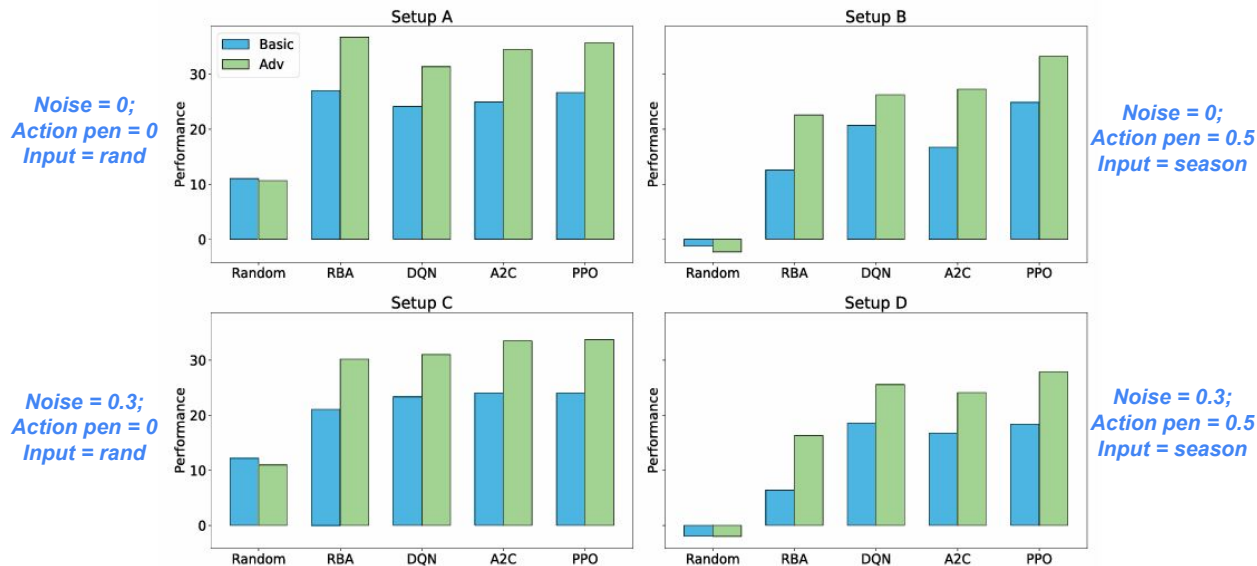 Setup A
Basic
Adv
Performance
30
20
10
0
Random RBA DQN A2C PPO
Noise = 0;
Action pen = 0
Input = rand
Setup B
Performance
Random RBA DQN A2C PPO
Noise = 0;
Action pen = 0.5
Input = season
Setup C
Performance
30
20
10
0
Random RBA DQN A2C PPO
Noise = 0.3;
Action pen = 0
Input = rand
Setup D
Performance
Random RBA DQN A2C PPO
Noise = 0.3;
Action pen = 0.5
Input = season